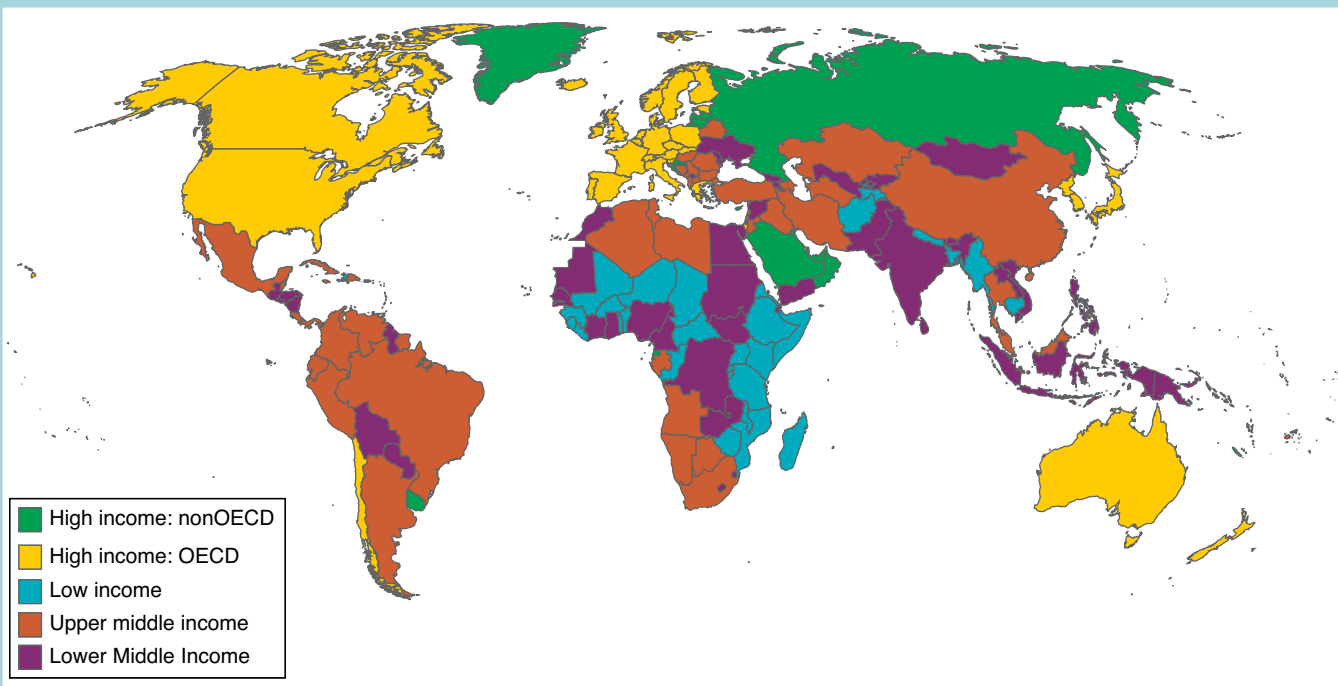 High income: nonOECD
High income: OECD
Low income
Upper middle income
Lower Middle Income